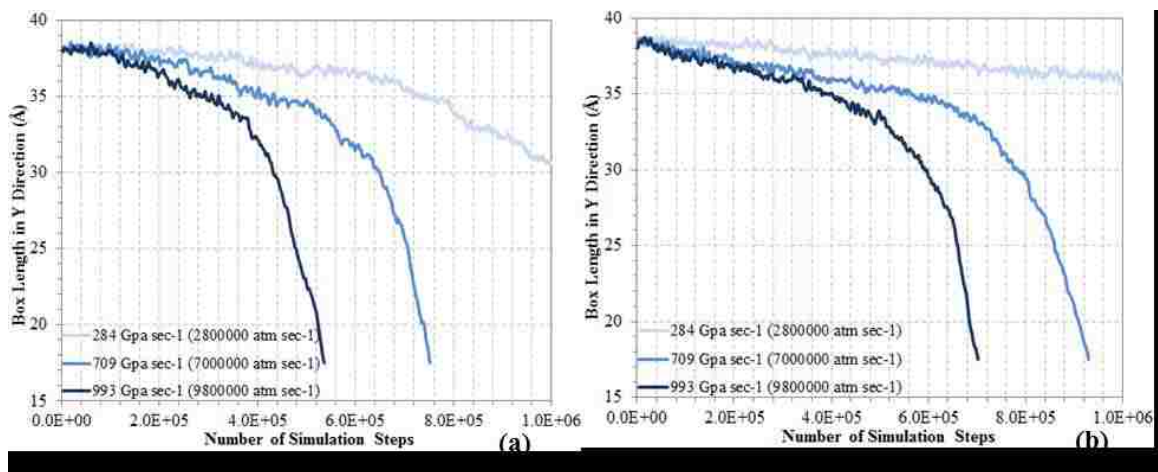 40
35
30
25
20
15
Box Length in Y Direction (Å)
284 Gpa sec-1 (2800000 atm sec-1)
709 Gpa sec-1 (7000000 atm sec-1)
993 Gpa sec-1 (9800000 atm sec-1)
0.0E+00 2.0E+05 4.0E+05 6.0E+05 8.0E+05 1.0E+06
Number of Simulation Steps
(a)
40
35
30
25
20
15
Box Length in Y Direction (Å)
284 Gpa sec-1 (2800000 atm sec-1)
709 Gpa sec-1 (7000000 atm sec-1)
993 Gpa sec-1 (9800000 atm sec-1)
0.0E+00 2.0E+05 4.0E+05 6.0E+05 8.0E+05 1.0E+06
Number of Simulation Steps
(b)